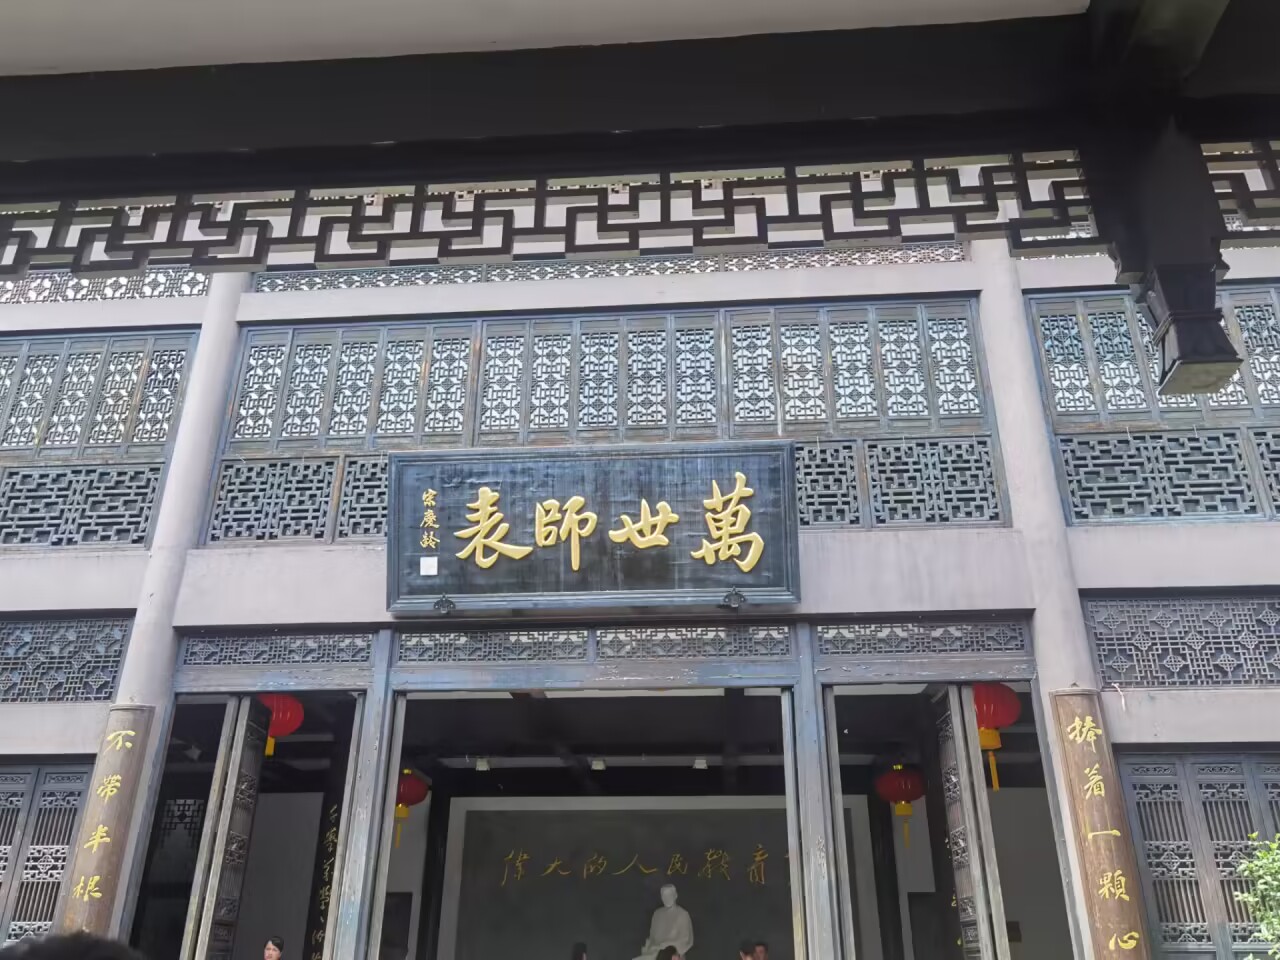 萬世師表
宋慶齡
捧着一顆心
不帶半根
偉大的人民教育